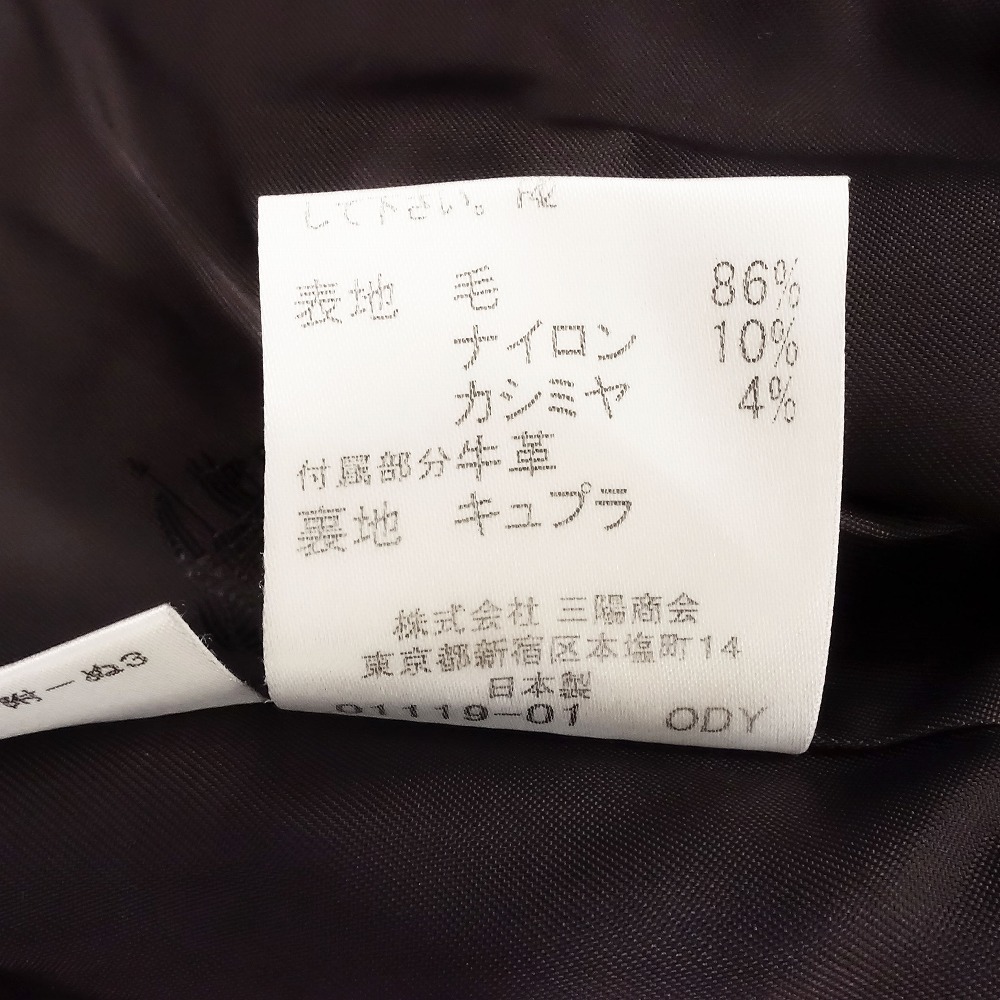 して下さい。
表地 毛 86%
ナイロン 10%
カシミヤ 4%
付属部分 牛革
裏地 キュプラ
株式会社 三陽商会
東京都新宿区本塩町14
日本製
01119-01 ODY